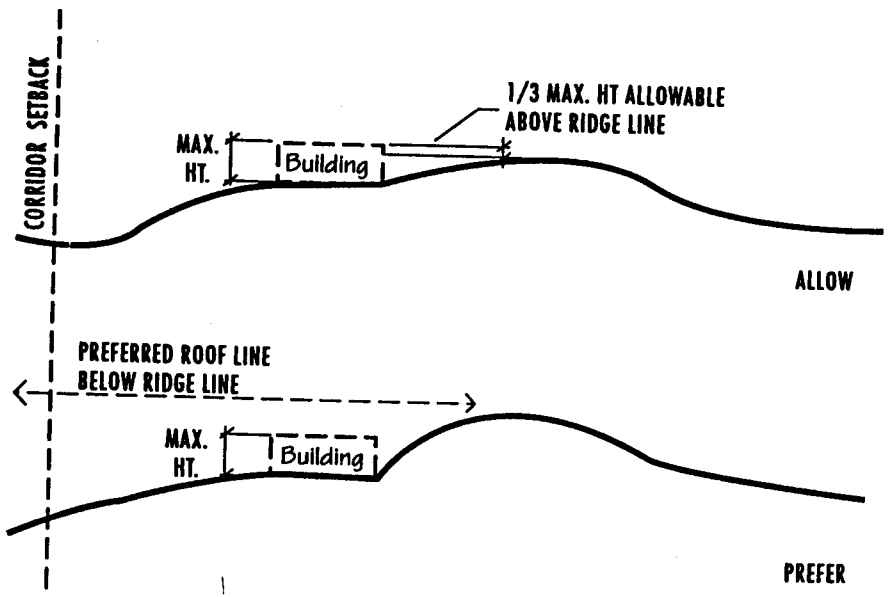 CORRIDOR SETBACK
1/3 MAX. HT ALLOWABLE
ABOVE RIDGE LINE
MAX.
HT.
Building
ALLOW
PREFERRED ROOF LINE
BELOW RIDGE LINE
MAX.
HT.
Building
PREFER